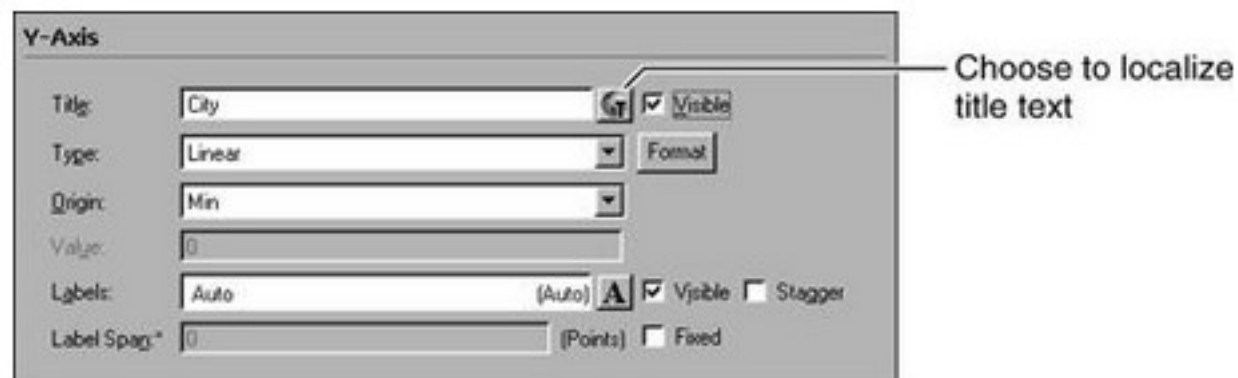 Y-Axis
Choose to localize
title text
Title: City Visible
Type: Linear Format
Origin: Min
Value: 0
Labels: Auto (Auto) A Visible Stagger
Label Span:* 0 (Points) Fixed